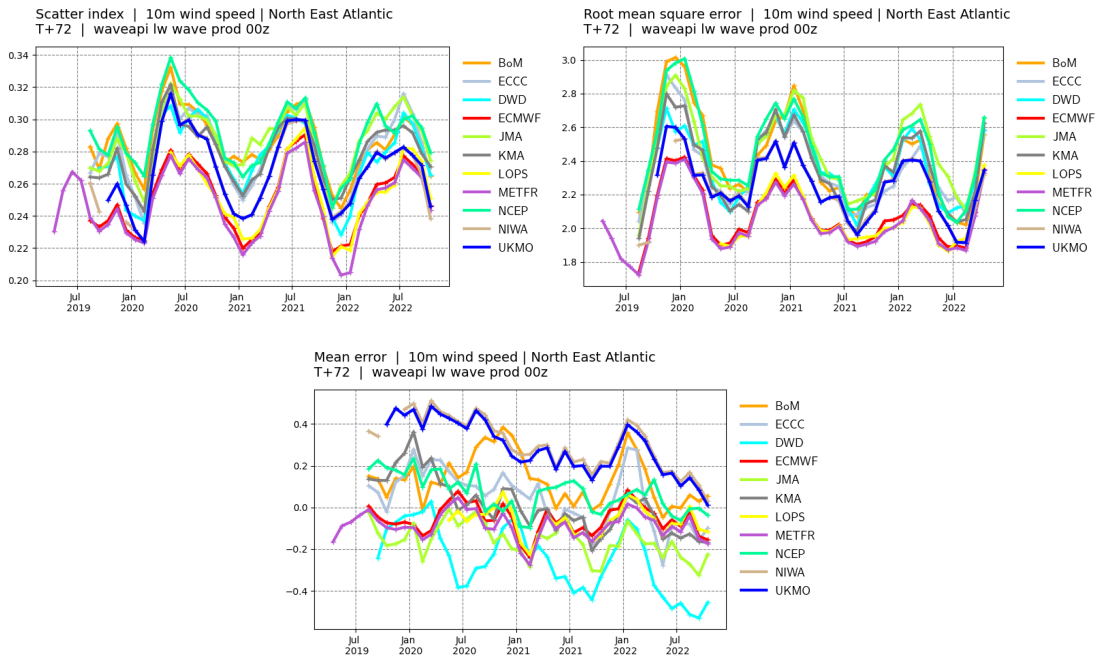 Scatter index | 10m wind speed | North East Atlantic
T+72 | waveapi lw wave prod 00z
0.34
0.32
0.30
0.28
0.26
0.24
0.22
0.20
Jul
2019
Jan
2020
Jul
2020
Jan
2021
Jul
2021
Jan
2022
Jul
2022
BoM
ECCC
DWD
ECMWF
JMA
KMA
LOPS
METFR
NCEP
NIWA
UKMO
Root mean square error | 10m wind speed | North East Atlantic
T+72 | waveapi lw wave prod 00z
3.0
2.8
2.6
2.4
2.2
2.0
1.8
Jul
2019
Jan
2020
Jul
2020
Jan
2021
Jul
2021
Jan
2022
Jul
2022
BoM
ECCC
DWD
ECMWF
JMA
KMA
LOPS
METFR
NCEP
NIWA
UKMO
Mean error | 10m wind speed | North East Atlantic
T+72 | waveapi lw wave prod 00z
0.4
0.2
0.0
−0.2
−0.4
Jul
2019
Jan
2020
Jul
2020
Jan
2021
Jul
2021
Jan
2022
Jul
2022
BoM
ECCC
DWD
ECMWF
JMA
KMA
LOPS
METFR
NCEP
NIWA
UKMO